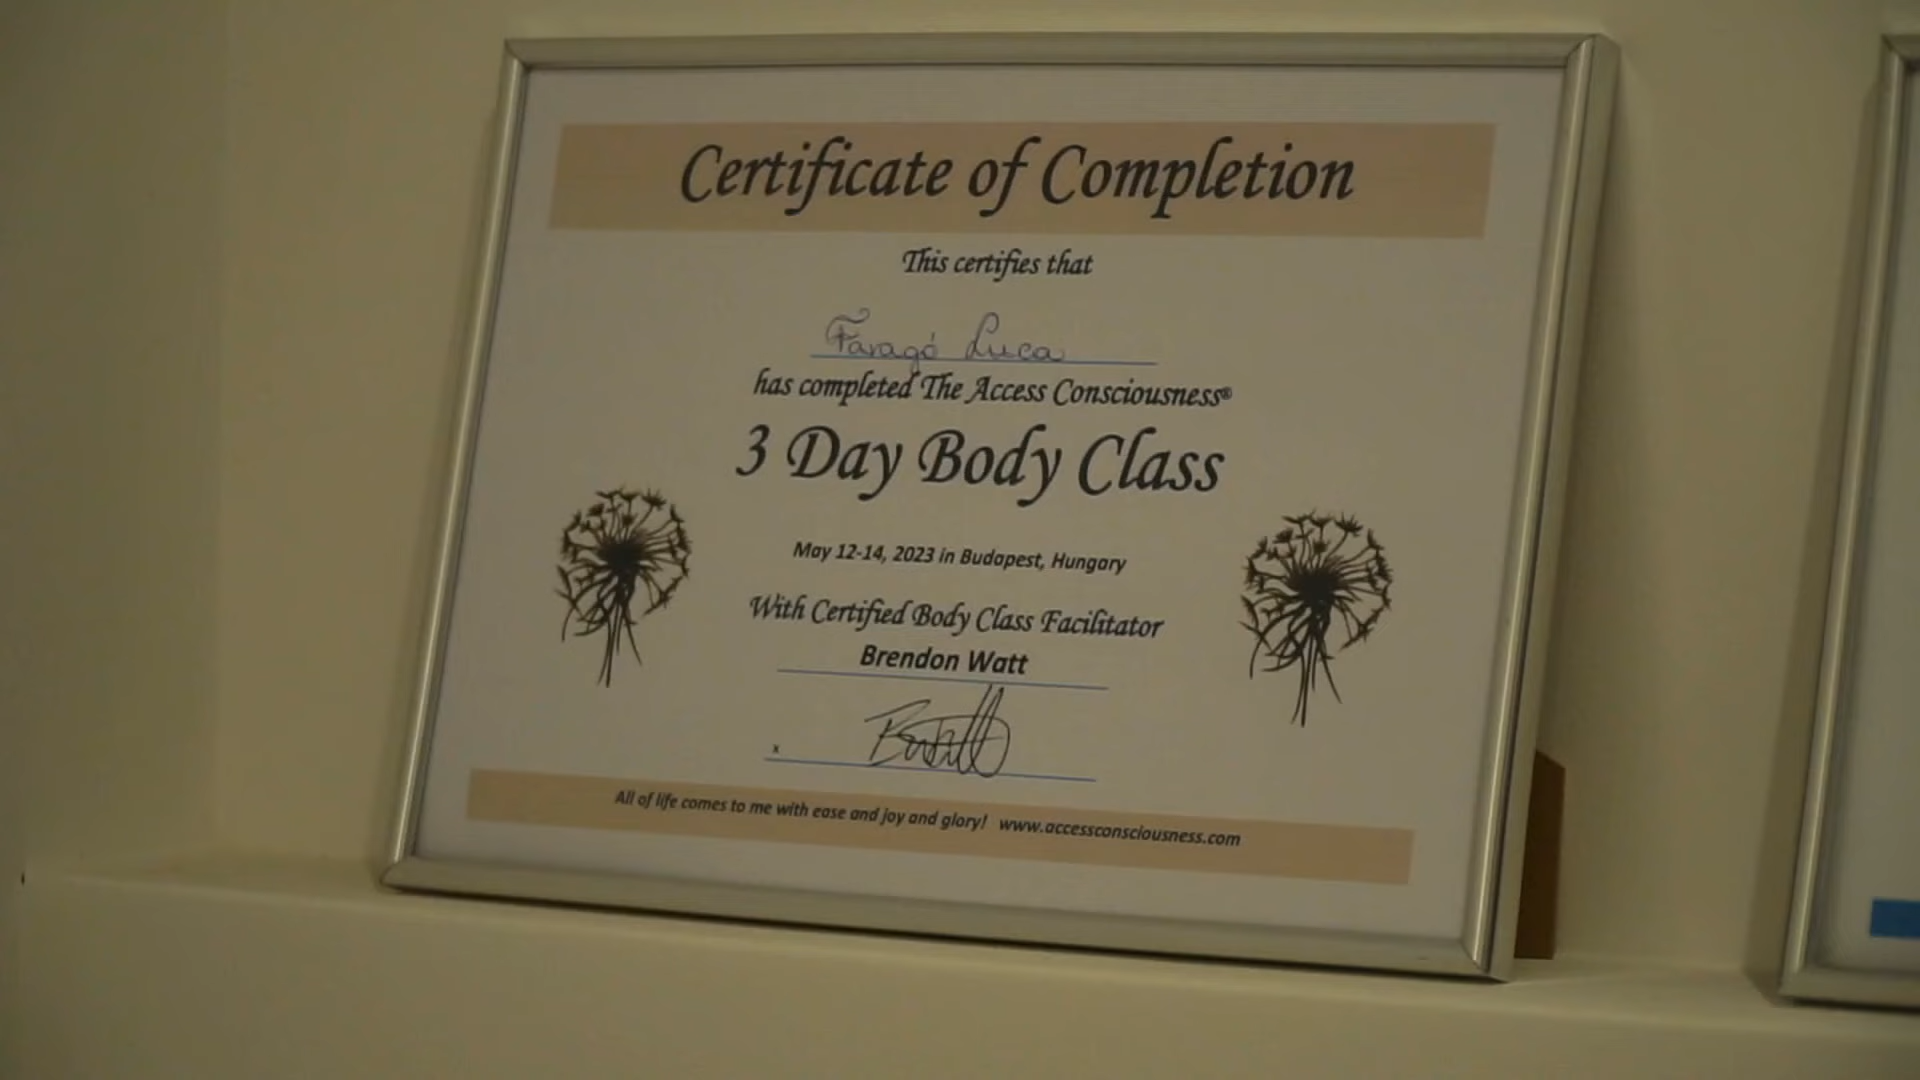 Certificate of Completion
This certifies that
Faragó Luca
has completed The Access Consciousness®
3 Day Body Class
May 12-14, 2023 in Budapest, Hungary
With Certified Body Class Facilitator
Brendon Watt
x
All of life comes to me with ease and joy and glory! www.accessconsciousness.com